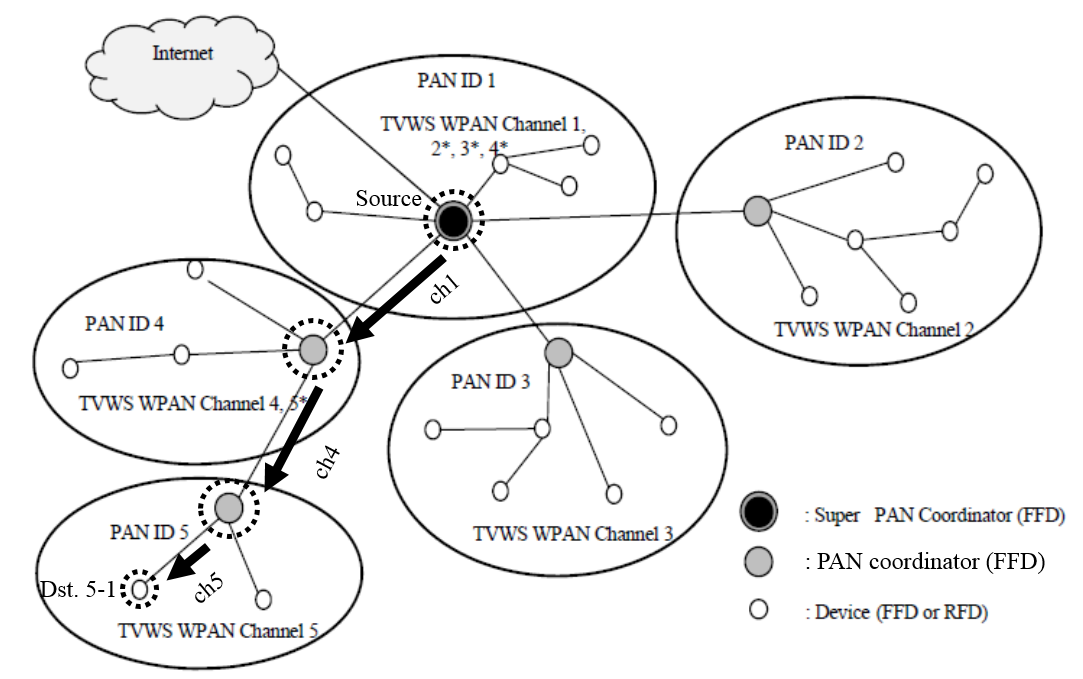 Internet
PAN ID 1
TVWS WPAN Channel 1,
2*, 3*, 4*
Source
PAN ID 2
TVWS WPAN Channel 2
ch1
PAN ID 4
TVWS WPAN Channel 4, 5*
PAN ID 3
TVWS WPAN Channel 3
ch4
PAN ID 5
Dst. 5-1
ch5
TVWS WPAN Channel 5
: Super PAN Coordinator (FFD)
: PAN coordinator (FFD)
: Device (FFD or RFD)